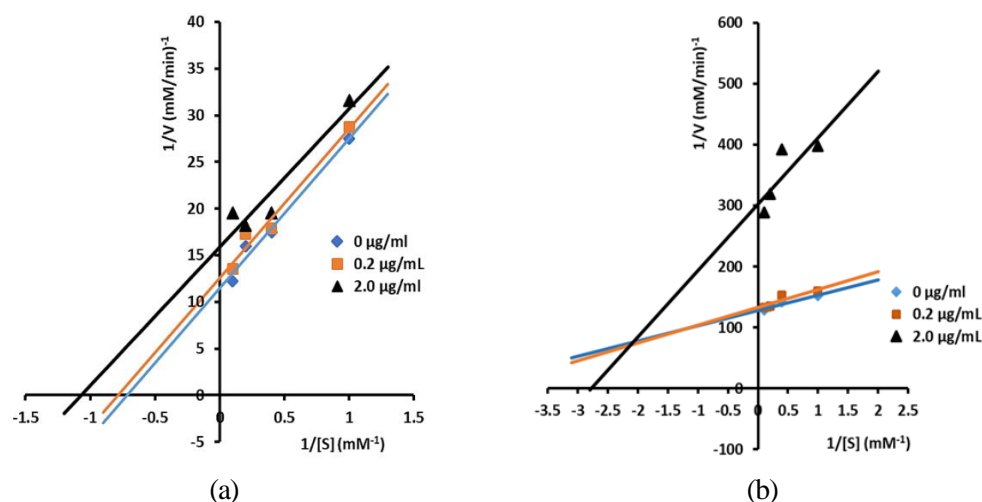 40
35
30
25
20
15
10
5
0
-5
-1.5
-1
-0.5
0
0.5
1
1.5
1/V (mM/min)⁻¹
1/[S] (mM⁻¹)
0 µg/ml
0.2 µg/mL
2.0 µg/ml
(a)
600
500
400
300
200
100
0
-100
-3.5 -3 -2.5 -2 -1.5 -1 -0.5 0 0.5 1 1.5 2 2.5
1/V (mM/min)⁻¹
1/[S] (mM⁻¹)
0 µg/ml
0.2 µg/mL
2.0 µg/mL
(b)